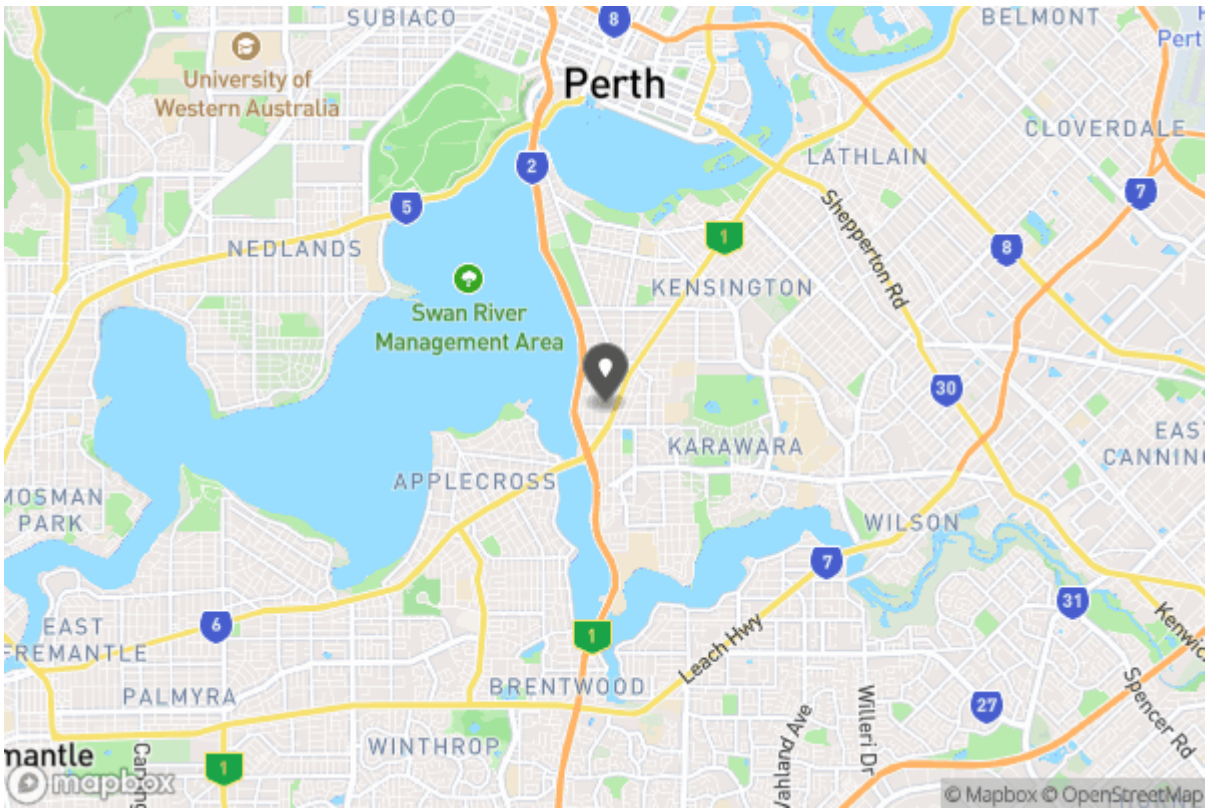 SUBIACO
8
BELMONT
University of
Western Australia
Perth
CLOVERDALE
LATHLAIN
2
7
5
Shepperton Rd
1
8
NEDLANDS
KENSINGTON
Swan River
Management Area
30
KARAWARA
EAST
CANNING
APPLECROSS
MOSMAN
PARK
WILSON
7
31
6
1
Leach Hwy
Kenwick
EAST
FREMANTLE
PALMYRA
BRENTWOOD
27
Spencer Rd
Willeri Dr
Vahland Ave
WINTHROP
mantle
1
mapbox
© Mapbox © OpenStreetMap